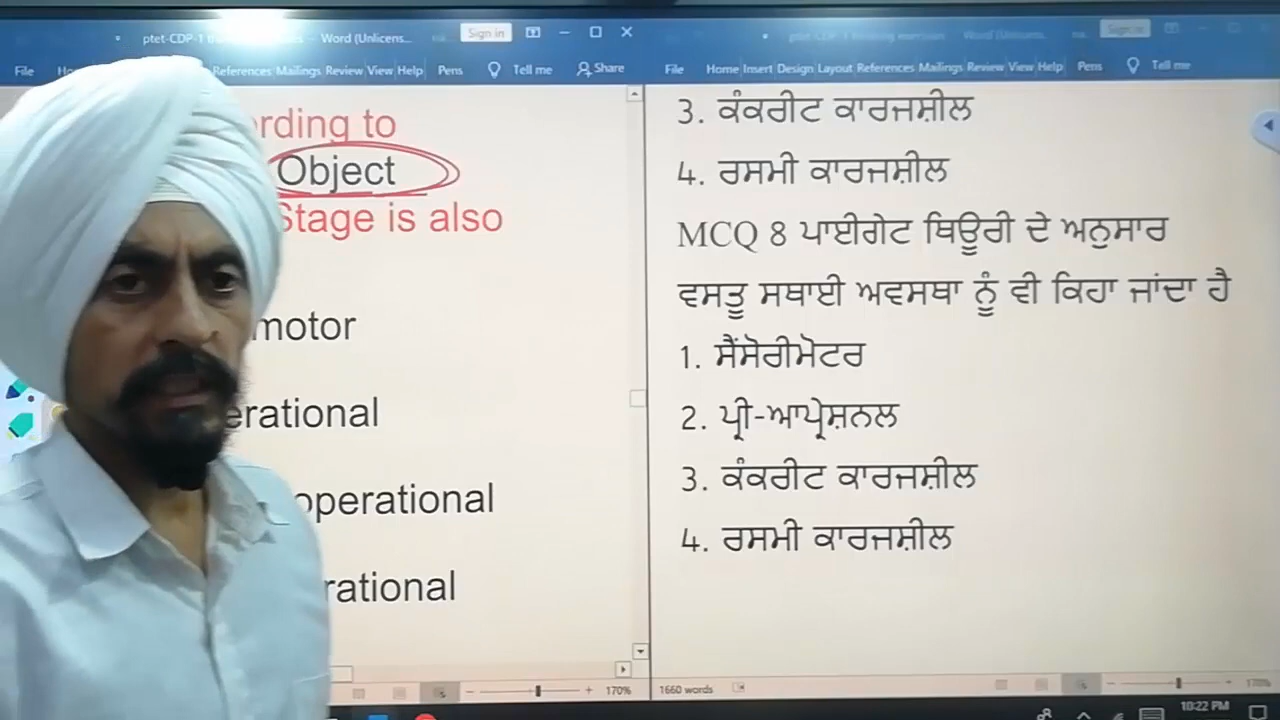 ptet-CDP-1 Word (Unlicens... Sign in
File References Mailings Review View Help Pens Tell me Share
ording to
Object
Stage is also
motor
erational
operational
rational
170%
File Home Insert Design Layout References Mailings Review View Help Pens Tell me
3. ਕੰਕਰੀਟ ਕਾਰਜਸ਼ੀਲ
4. ਰਸਮੀ ਕਾਰਜਸ਼ੀਲ
MCQ 8 ਪਾਈਗੇਟ ਥਿਊਰੀ ਦੇ ਅਨੁਸਾਰ
ਵਸਤੂ ਸਥਾਈ ਅਵਸਥਾ ਨੂੰ ਵੀ ਕਿਹਾ ਜਾਂਦਾ ਹੈ
1. ਸੈਂਸੋਰੀਮੋਟਰ
2. ਪ੍ਰੀ-ਆਪ੍ਰੇਸ਼ਨਲ
3. ਕੰਕਰੀਟ ਕਾਰਜਸ਼ੀਲ
4. ਰਸਮੀ ਕਾਰਜਸ਼ੀਲ
1660 words 170%
10:22 PM